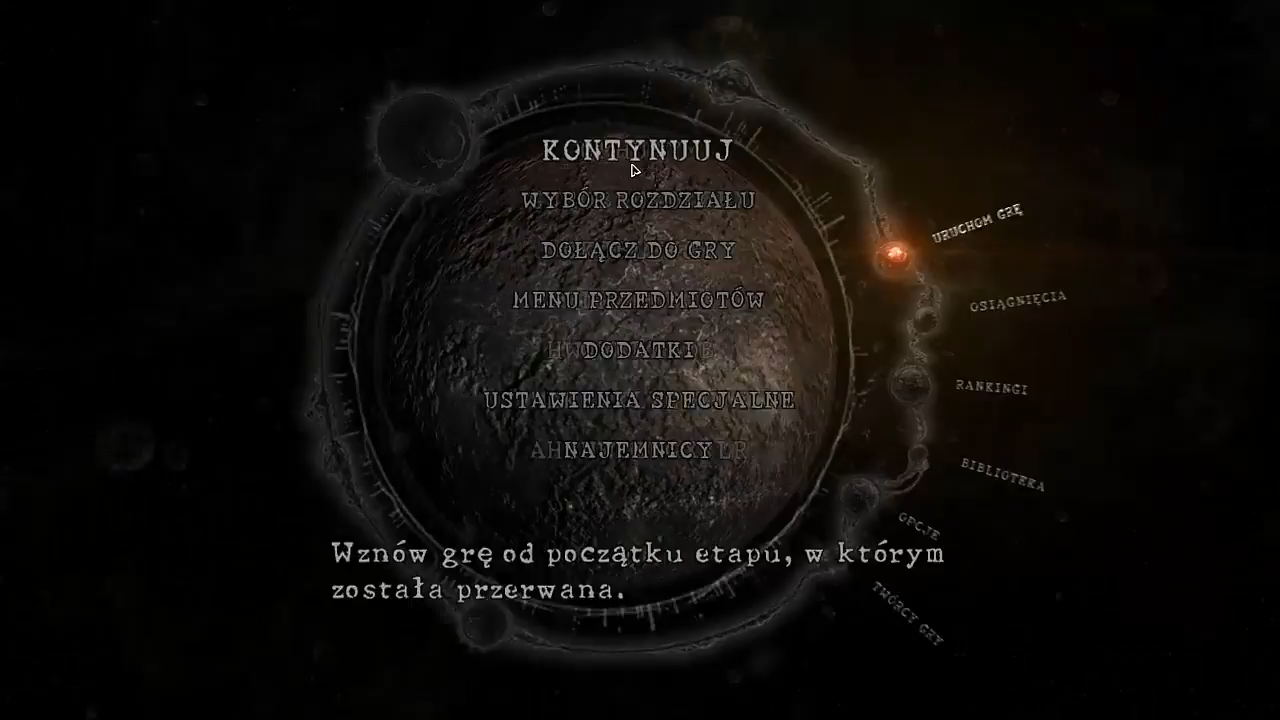 KONTYNUUJ
WYBÓR ROZDZIAŁU
DOŁĄCZ DO GRY
MENU PRZEDMIOTÓW
DODATKI
USTAWIENIA SPECJALNE
NAJEMNICY
URUCHOM GRĘ
OSIĄGNIĘCIA
RANKINGI
BIBLIOTEKA
OPCJE
TWÓRCY GRY
Wznów grę od początku etapu, w którym
została przerwana.